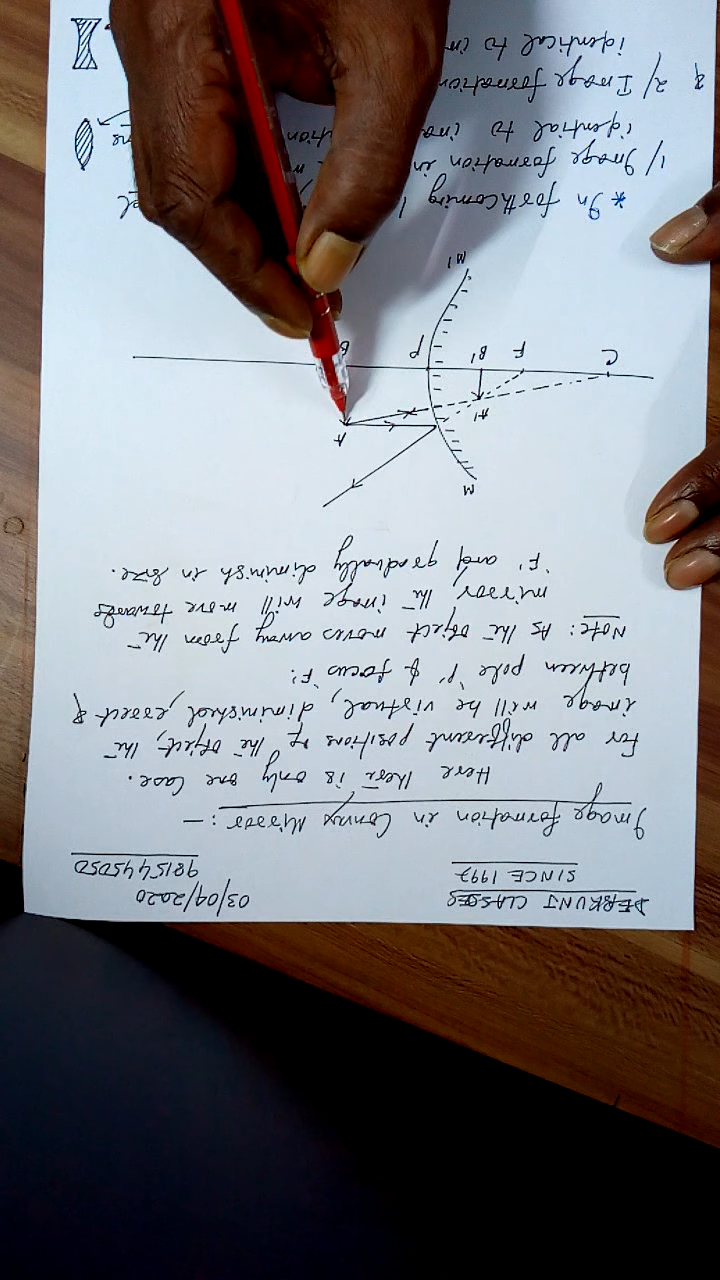 DEBKUNT CLASSES 03/04/2020
SINCE 1997 9815445050
Image formation in Convex Mirror :-
Here there is only one case.
For all different positions of the object, the
image will be virtual, diminished, erect &
between pole 'P' & focus 'F'.
Note: As the object moves away from the
mirror, the image will move towards
'F' and gradually diminish in size.
M
A
A'
C F B' P B
M'
* In forthcoming
1/ Image formation in
identical to
& 2/ Image formation
identical to